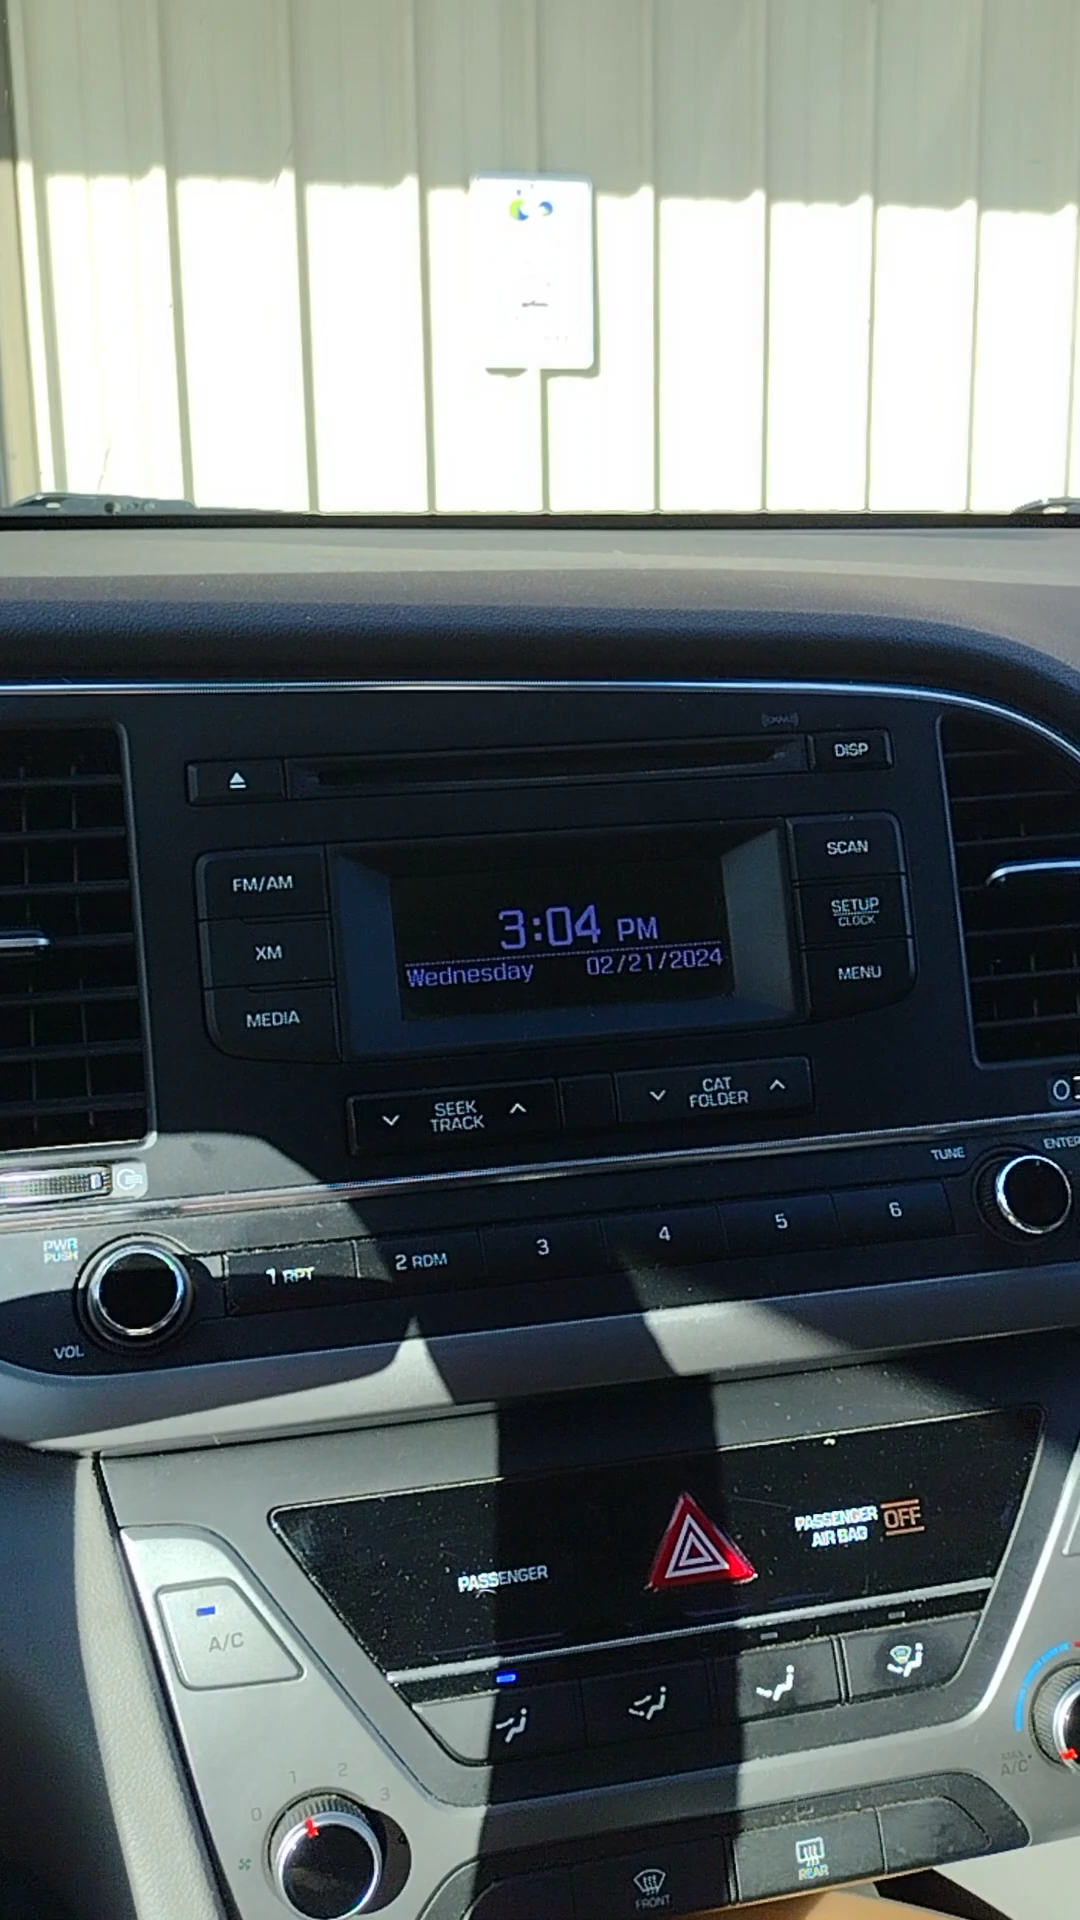 DISP
FM/AM
XM
MEDIA
3:04 PM
Wednesday 02/21/2024
SCAN
SETUP
CLOCK
MENU
SEEK
TRACK
CAT
FOLDER
TUNE
ENTER
PWR
PUSH
VOL
1 RPT
2 RDM
3
4
5
6
PASSENGER
PASSENGER
AIR BAG
OFF
A/C
0
1
2
3
MAX
A/C
FRONT
REAR